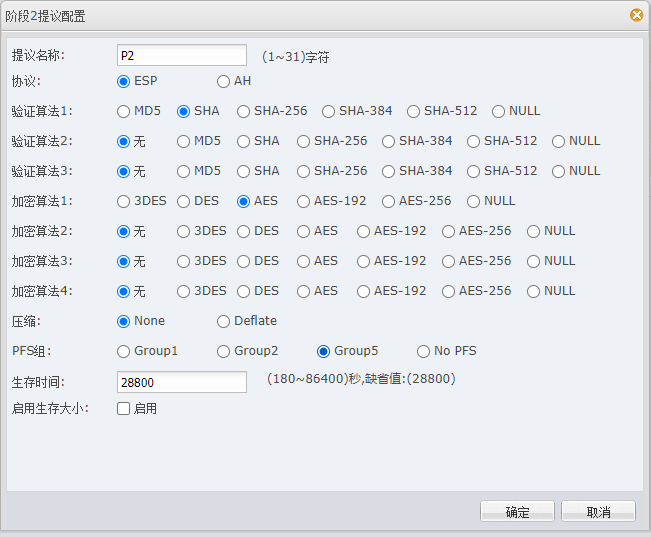 阶段2提议配置
提议名称: P2 (1~31)字符
协议: ESP AH
验证算法1: MD5 SHA SHA-256 SHA-384 SHA-512 NULL
验证算法2: 无 MD5 SHA SHA-256 SHA-384 SHA-512 NULL
验证算法3: 无 MD5 SHA SHA-256 SHA-384 SHA-512 NULL
加密算法1: 3DES DES AES AES-192 AES-256 NULL
加密算法2: 无 3DES DES AES AES-192 AES-256 NULL
加密算法3: 无 3DES DES AES AES-192 AES-256 NULL
加密算法4: 无 3DES DES AES AES-192 AES-256 NULL
压缩: None Deflate
PFS组: Group1 Group2 Group5 No PFS
生存时间: 28800 (180~86400)秒,缺省值:(28800)
启用生存大小: 启用
确定 取消